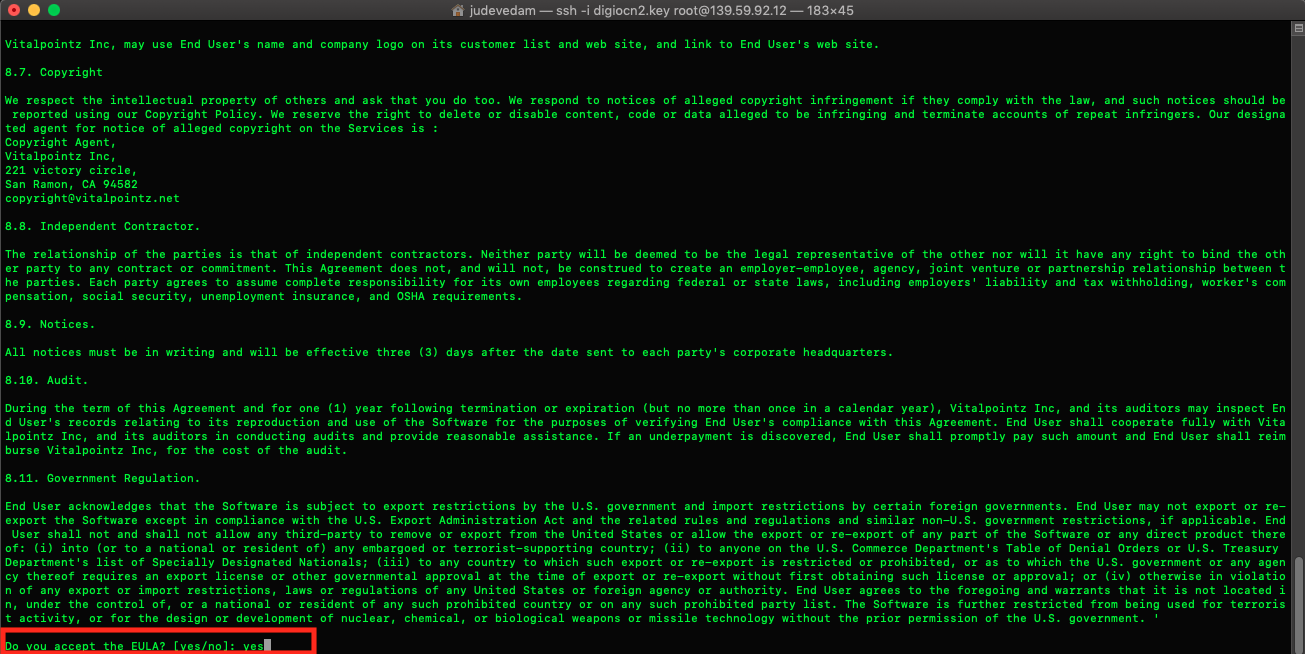 judevedam — ssh -i digiocn2.key root@139.59.92.12 — 183×45
Vitalpointz Inc, may use End User's name and company logo on its customer list and web site, and link to End User's web site.
8.7. Copyright
We respect the intellectual property of others and ask that you do too. We respond to notices of alleged copyright infringement if they comply with the law, and such notices should be
reported using our Copyright Policy. We reserve the right to delete or disable content, code or data alleged to be infringing and terminate accounts of repeat infringers. Our designa
ted agent for notice of alleged copyright on the Services is :
Copyright Agent,
Vitalpointz Inc,
221 victory circle,
San Ramon, CA 94582
copyright@vitalpointz.net
8.8. Independent Contractor.
The relationship of the parties is that of independent contractors. Neither party will be deemed to be the legal representative of the other nor will it have any right to bind the oth
er party to any contract or commitment. This Agreement does not, and will not, be construed to create an employer-employee, agency, joint venture or partnership relationship between t
he parties. Each party agrees to assume complete responsibility for its own employees regarding federal or state laws, including employers' liability and tax withholding, worker's com
pensation, social security, unemployment insurance, and OSHA requirements.
8.9. Notices.
All notices must be in writing and will be effective three (3) days after the date sent to each party's corporate headquarters.
8.10. Audit.
During the term of this Agreement and for one (1) year following termination or expiration (but no more than once in a calendar year), Vitalpointz Inc, and its auditors may inspect En
d User's records relating to its reproduction and use of the Software for the purposes of verifying End User's compliance with this Agreement. End User shall cooperate fully with Vita
lpointz Inc, and its auditors in conducting audits and provide reasonable assistance. If an underpayment is discovered, End User shall promptly pay such amount and End User shall reim
burse Vitalpointz Inc, for the cost of the audit.
8.11. Government Regulation.
End User acknowledges that the Software is subject to export restrictions by the U.S. government and import restrictions by certain foreign governments. End User may not export or re-
export the Software except in compliance with the U.S. Export Administration Act and the related rules and regulations and similar non-U.S. government restrictions, if applicable. End
User shall not and shall not allow any third-party to remove or export from the United States or allow the export or re-export of any part of the Software or any direct product there
of: (i) into (or to a national or resident of) any embargoed or terrorist-supporting country; (ii) to anyone on the U.S. Commerce Department's Table of Denial Orders or U.S. Treasury
Department's list of Specially Designated Nationals; (iii) to any country to which such export or re-export is restricted or prohibited, or as to which the U.S. government or any agen
cy thereof requires an export license or other governmental approval at the time of export or re-export without first obtaining such license or approval; or (iv) otherwise in violatio
n of any export or import restrictions, laws or regulations of any United States or foreign agency or authority. End User agrees to the foregoing and warrants that it is not located i
n, under the control of, or a national or resident of any such prohibited country or on any such prohibited party list. The Software is further restricted from being used for terroris
t activity, or for the design or development of nuclear, chemical, or biological weapons or missile technology without the prior permission of the U.S. government. '
Do you accept the EULA? [yes/no]: yes